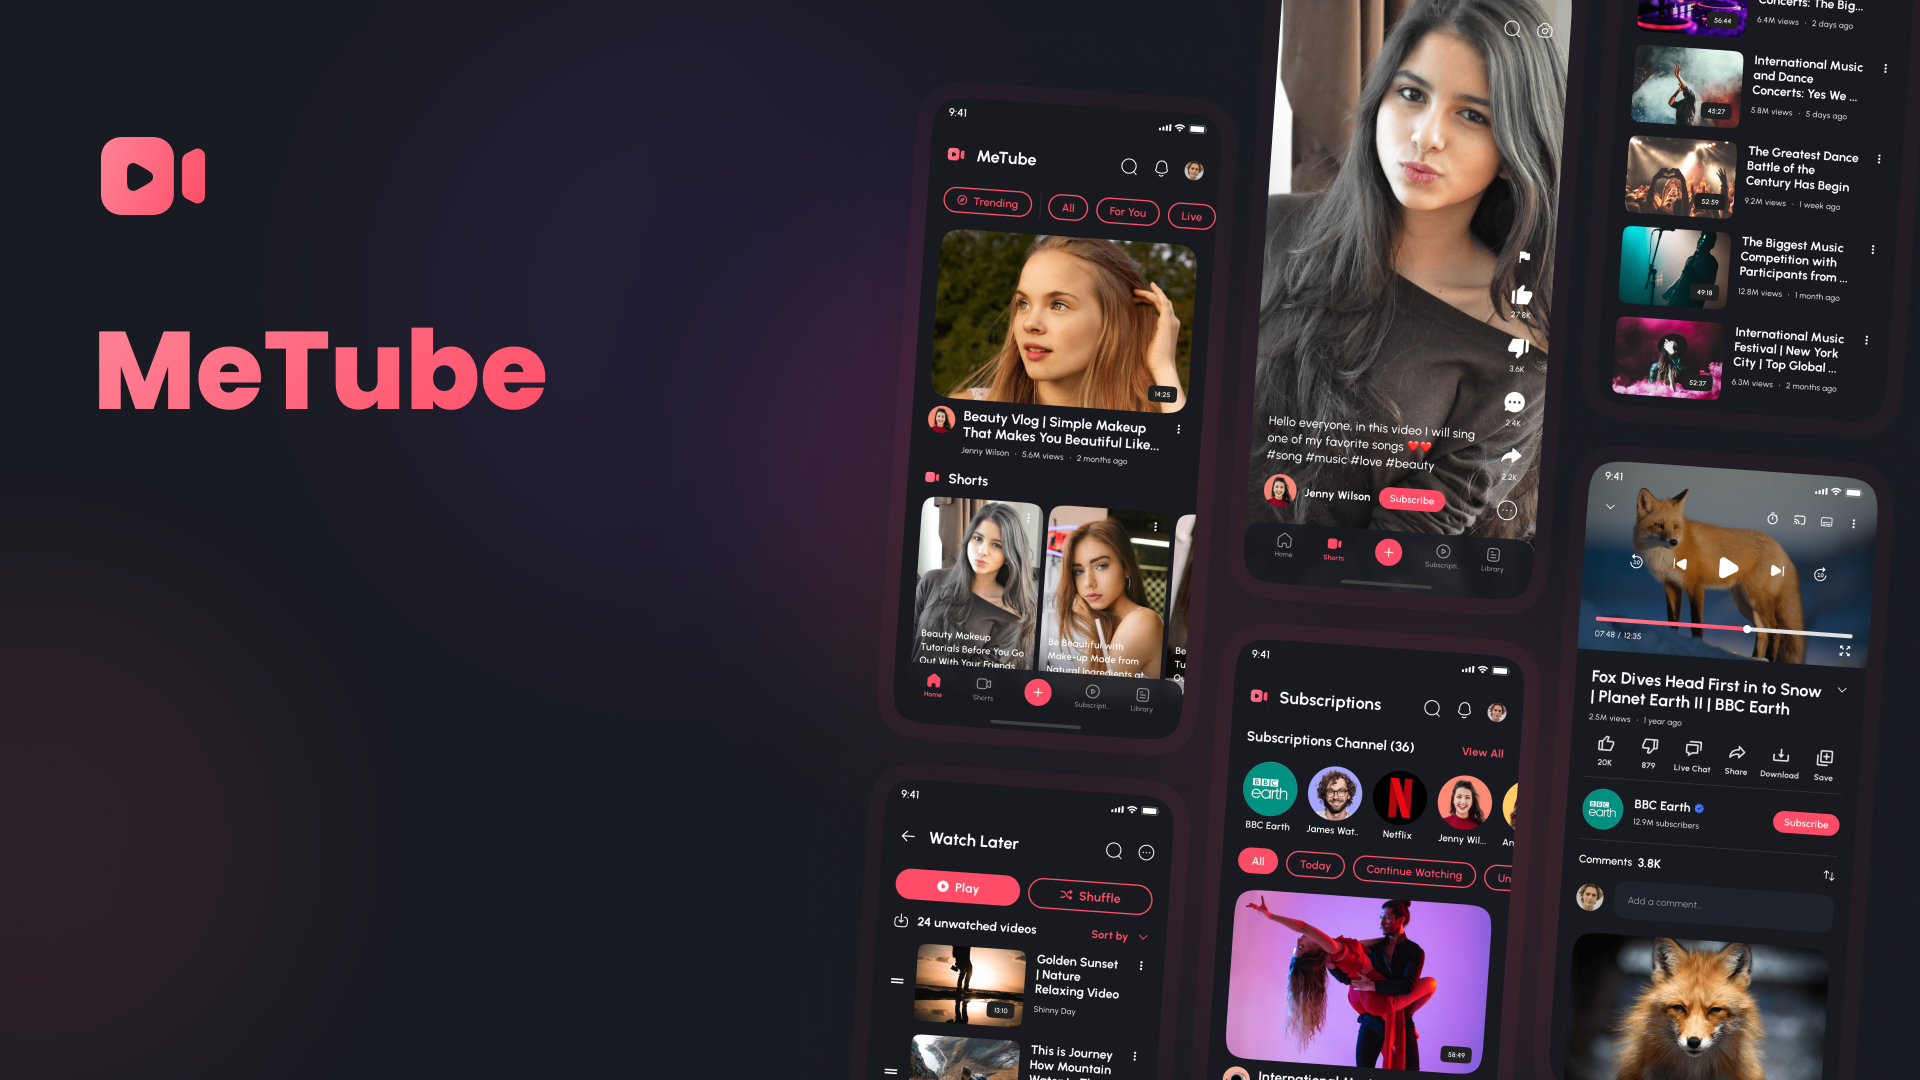 MeTube
9:41
MeTube
Trending
All
For You
Live
14:25
Beauty Vlog | Simple Makeup
That Makes You Beautiful Like...
Jenny Wilson · 5.6M views · 2 months ago
Shorts
Beauty Makeup
Tutorials Before You Go
Out With Your Friends
Be Beautiful with
Make-up Made from
Natural Ingredients at
Be
Tu
Ou
Home
Shorts
Subscripti..
Library
9:41
Watch Later
Play
Shuffle
24 unwatched videos
Sort by
13:10
Golden Sunset
| Nature
Relaxing Video
Shinny Day
This is Journey
How Mountain
27.8K
3.6K
2.4K
2.2K
Hello everyone, in this video I will sing
one of my favorite songs ❤️❤️
#song #music #love #beauty
Jenny Wilson
Subscribe
Home
Shorts
Subscripti..
Library
9:41
Subscriptions
Subscriptions Channel (36)
View All
BBC
earth
BBC Earth
James Wat..
N
Netflix
Jenny Wil...
An
All
Today
Continue Watching
Un
58:49
56:44
Concerts: The Big...
6.4M views · 2 days ago
45:27
International Music
and Dance
Concerts: Yes We ...
5.8M views · 5 days ago
52:59
The Greatest Dance
Battle of the
Century Has Begin
9.2M views · 1 week ago
49:18
The Biggest Music
Competition with
Participants from ...
12.8M views · 1 month ago
52:37
International Music
Festival | New York
City | Top Global ...
6.3M views · 2 months ago
9:41
10
10
07:48 / 12:35
Fox Dives Head First in to Snow
| Planet Earth II | BBC Earth
2.5M views · 1 year ago
20K
879
Live Chat
Share
Download
Save
BBC
earth
BBC Earth
12.9M subscribers
Subscribe
Comments 3.8K
Add a comment...